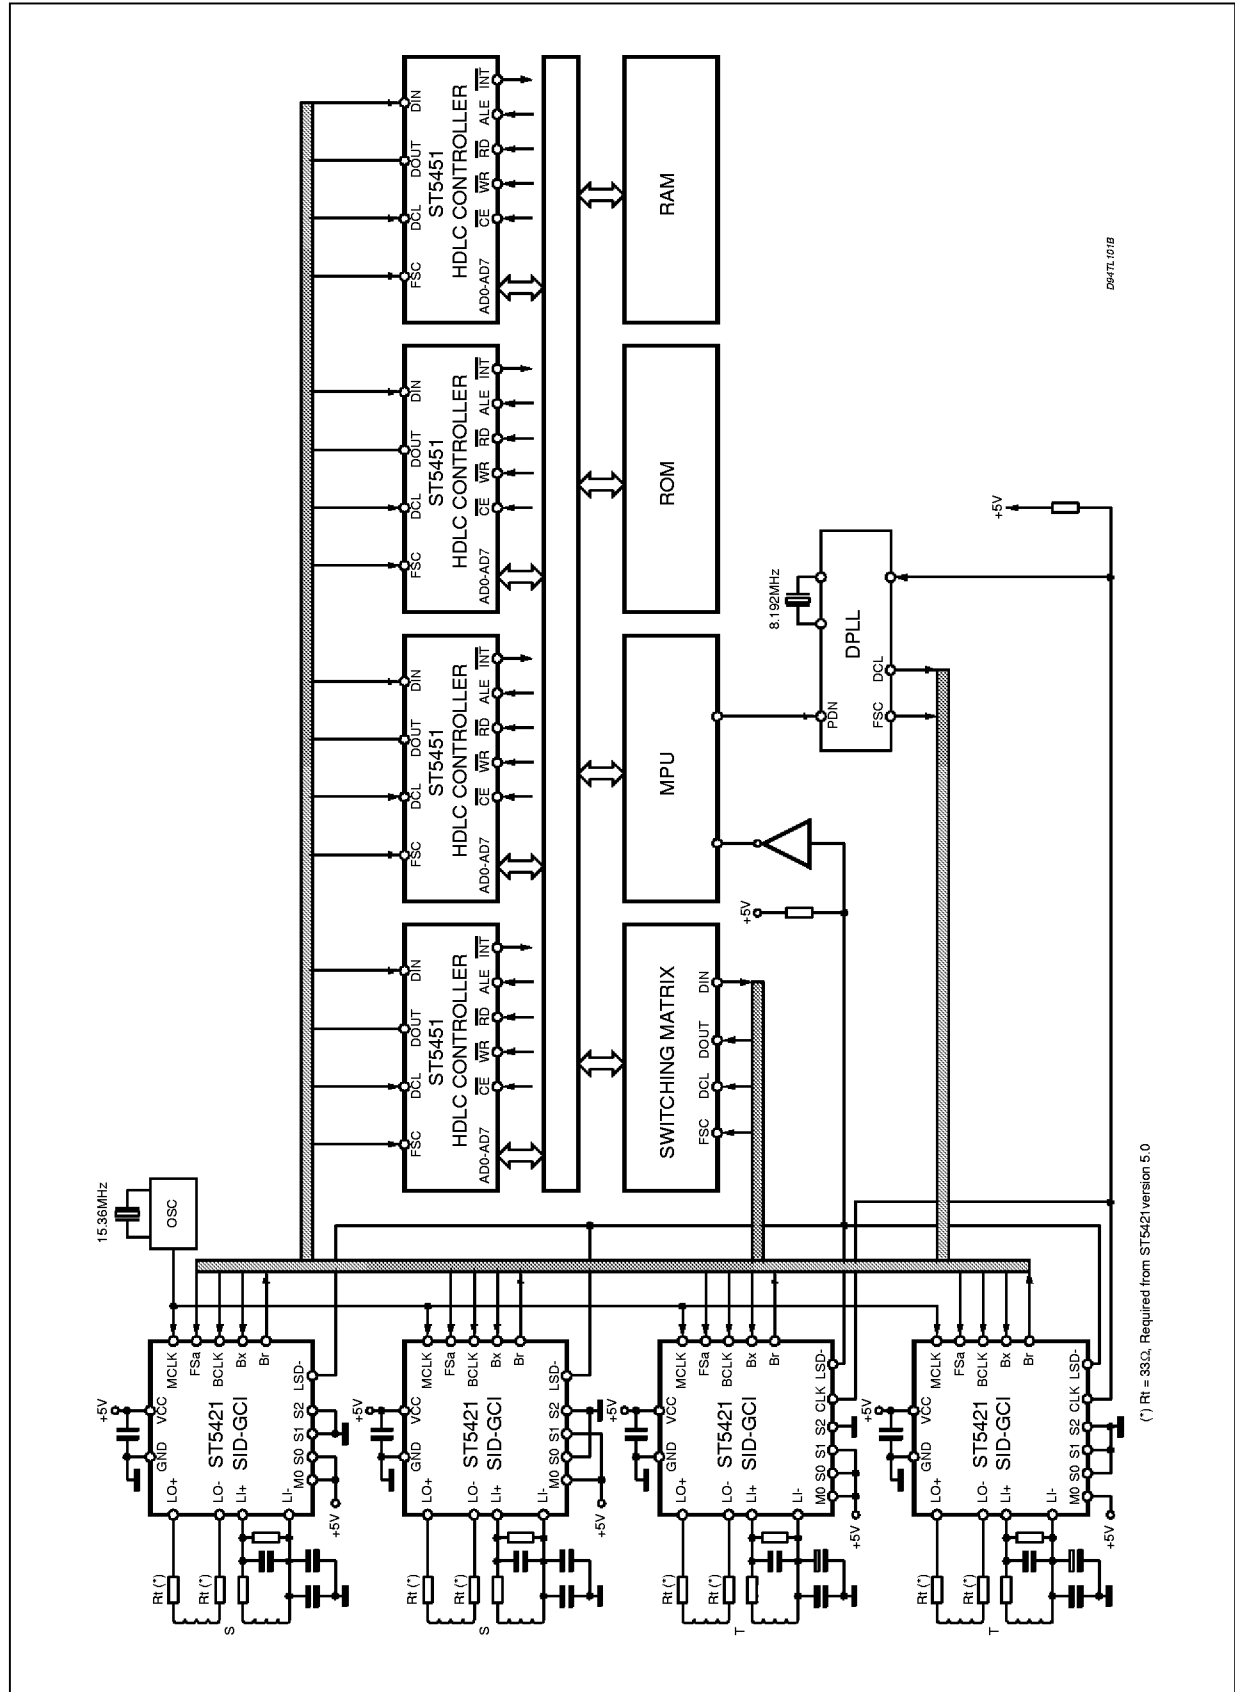 15.36MHz
OSC
ST5451
HDLC CONTROLLER
FSC
DCL
DOUT
DIN
AD0-AD7
CE
WR
RD
ALE
INT
ST5451
HDLC CONTROLLER
FSC
DCL
DOUT
DIN
AD0-AD7
CE
WR
RD
ALE
INT
ST5451
HDLC CONTROLLER
FSC
DCL
DOUT
DIN
AD0-AD7
CE
WR
RD
ALE
INT
ST5451
HDLC CONTROLLER
FSC
DCL
DOUT
DIN
AD0-AD7
CE
WR
RD
ALE
INT
SWITCHING MATRIX
FSC
DCL
DOUT
DIN
MPU
ROM
RAM
+5V
8.192MHz
DPLL
PDN
FSC
DCL
+5V
S
Rt (*)
Rt (*)
+5V
VCC
GND
MCLK
FSa
BCLK
Bx
Br
LO+
LO-
LI+
LI-
ST5421
SID-GCI
M0
S0
S1
S2
LSD-
+5V
S
Rt (*)
Rt (*)
+5V
VCC
GND
MCLK
FSa
BCLK
Bx
Br
LO+
LO-
LI+
LI-
ST5421
SID-GCI
M0
S0
S1
S2
LSD-
+5V
T
Rt (*)
Rt (*)
+5V
VCC
GND
MCLK
FSa
BCLK
Bx
Br
LO+
LO-
LI+
LI-
ST5421
SID-GCI
M0
S0
S1
S2
CLK
LSD-
+5V
T
Rt (*)
Rt (*)
+5V
VCC
GND
MCLK
FSa
BCLK
Bx
Br
LO+
LO-
LI+
LI-
ST5421
SID-GCI
M0
S0
S1
S2
CLK
LSD-
+5V
(*) Rt = 33Ω, Required from ST5421version 5.0
D94TL101B